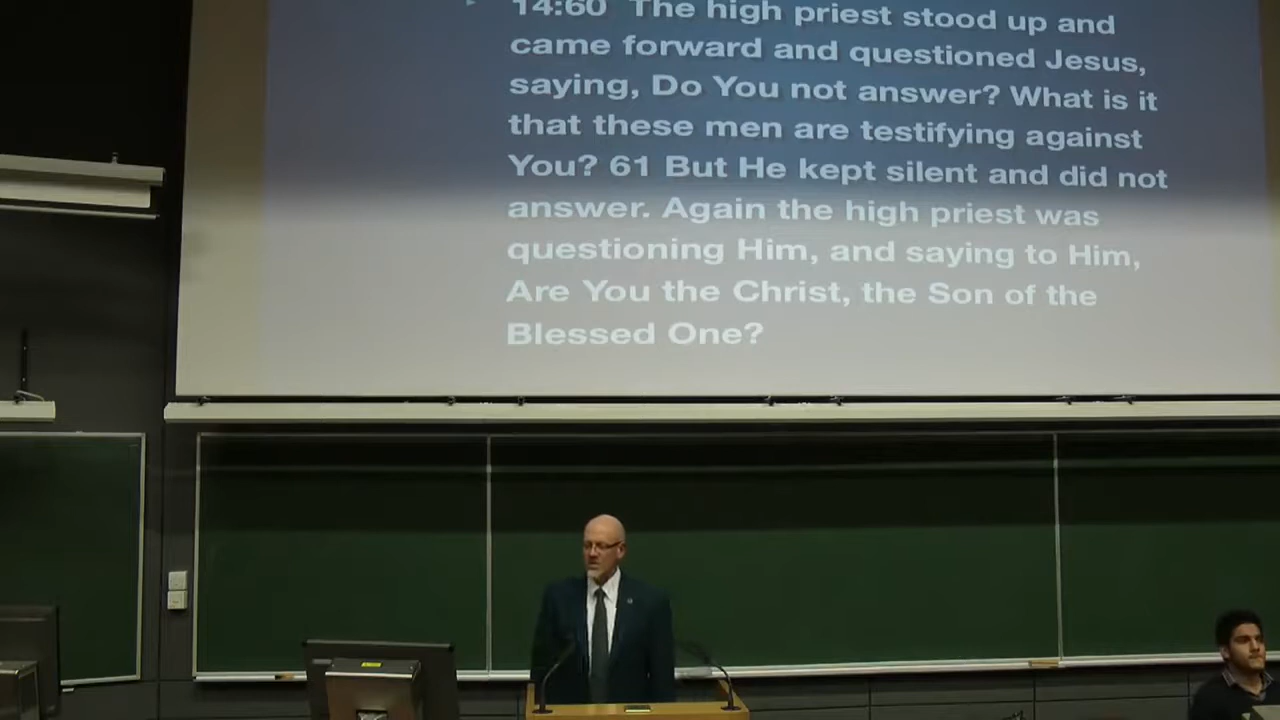 14:60 The high priest stood up and
came forward and questioned Jesus,
saying, Do You not answer? What is it
that these men are testifying against
You? 61 But He kept silent and did not
answer. Again the high priest was
questioning Him, and saying to Him,
Are You the Christ, the Son of the
Blessed One?